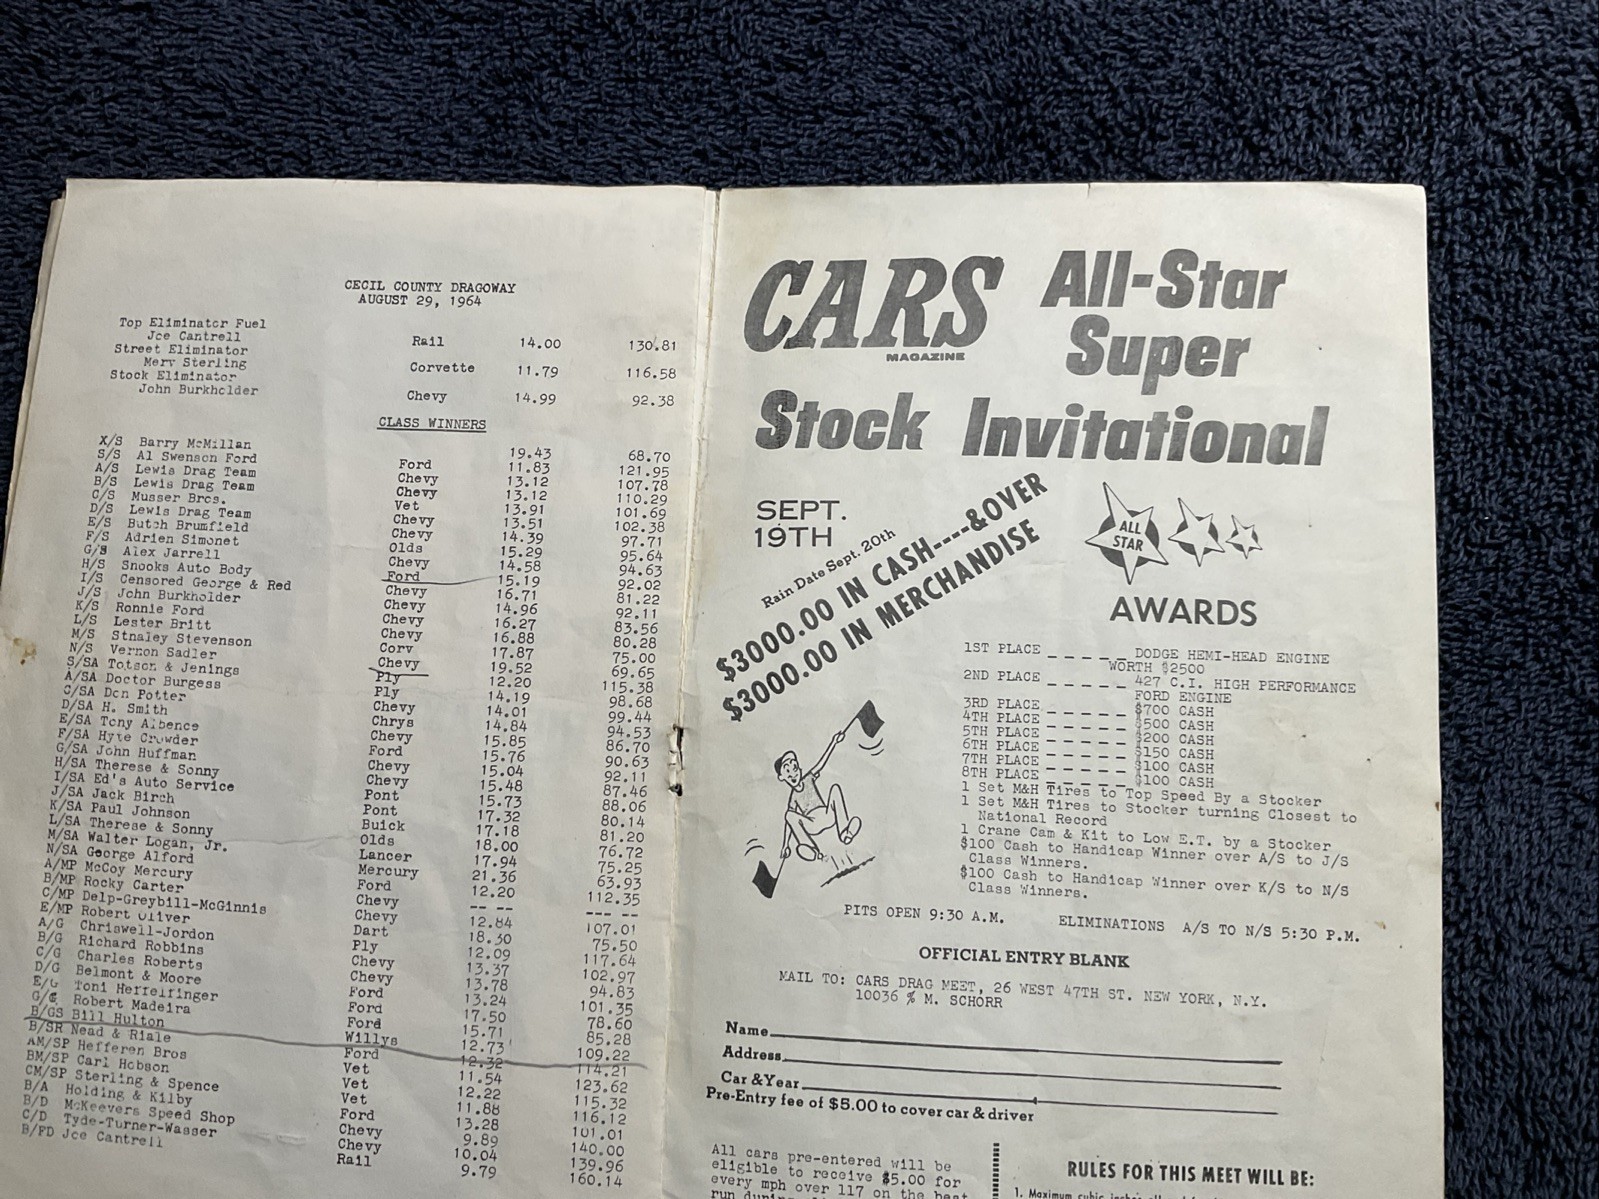 CECIL COUNTY DRAGOWAY
AUGUST 29, 1964
Top Eliminator Fuel
Joe Cantrell Rail 14.00 130.81
Street Eliminator
Merv Sterling Corvette 11.79 116.58
Stock Eliminator
John Burkholder Chevy 14.99 92.38
CLASS WINNERS
X/S Barry McMillan 19.43 68.70
S/S Al Swenson Ford Ford 11.83 121.95
A/S Lewis Drag Team Chevy 13.12 107.78
B/S Lewis Drag Team Chevy 13.12 110.29
C/S Musser Bros. Vet 13.91 101.69
D/S Lewis Drag Team Chevy 13.51 102.38
E/S Butch Brumfield Chevy 14.39 97.71
F/S Adrien Simonet Olds 15.29 95.64
G/S Alex Jarrell Chevy 14.58 94.63
H/S Snooks Auto Body Ford 15.19 92.02
I/S Censored George & Red Chevy 16.71 81.22
J/S John Burkholder Chevy 14.96 92.11
K/S Ronnie Ford Chevy 16.27 83.56
L/S Lester Britt Chevy 16.88 80.28
M/S Stnaley Stevenson Corv 17.87 75.00
N/S Vernon Sadler Chevy 19.52 69.65
S/SA Totson & Jenings Ply 12.20 115.38
A/SA Doctor Burgess Ply 14.19 98.68
C/SA Don Potter Chevy 14.01 99.44
D/SA H. Smith Chrys 14.84 94.53
E/SA Tony Albence Chevy 15.85 86.70
F/SA Hyte Crowder Ford 15.76 90.63
G/SA John Huffman Chevy 15.04 92.11
H/SA Therese & Sonny Chevy 15.48 87.46
I/SA Ed's Auto Service Pont 15.73 88.06
J/SA Jack Birch Pont 17.32 80.14
K/SA Paul Johnson Buick 17.18 81.20
L/SA Therese & Sonny Olds 18.00 76.72
M/SA Walter Logan, Jr. Lancer 17.94 75.25
N/SA George Alford Mercury 21.36 63.93
A/MP McCoy Mercury Ford 12.20 112.35
B/MP Rocky Carter Chevy -- -- --- --
C/MP Delp-Greybill-McGinnis Chevy 12.84 107.01
E/MP Robert Oliver Dart 18.30 75.50
A/G Chriswell-Jordon Ply 12.09 117.64
B/G Richard Robbins Chevy 13.37 102.97
C/G Charles Roberts Chevy 13.78 94.83
D/G Belmont & Moore Ford 13.24 101.35
E/G Toni Ford 17.50 78.60
Robert Madeira Ford 15.71 85.28
B/GS Bill Hulton Willys 12.73 109.22
B/SR Nead & Riale Ford 12.32 114.21
AM/SP Hefferen Bros Vet 11.54 123.62
BM/SP Carl Hobson Vet 12.22 115.32
CM/SP Sterling & Spence Vet 11.88 116.12
B/A Holding & Kilby Ford 13.28 101.01
B/D McKeevers Speed Shop Chevy 9.89 140.00
C/D Tyde-Turner-Wasser Chevy 10.04 139.96
B/FD Joe Cantrell Rail 9.79 160.14
CARS All-Star
MAGAZINE
Super
Stock Invitational
SEPT.
19TH
Rain Date Sept. 20th
$3000.00 IN CASH----&OVER
$3000.00 IN MERCHANDISE
ALL
STAR
AWARDS
1ST PLACE _ _ _ _ _ DODGE HEMI-HEAD ENGINE
WORTH $2500
2ND PLACE _ _ _ _ _ 427 C.I. HIGH PERFORMANCE
FORD ENGINE
3RD PLACE _ _ _ _ _ $700 CASH
4TH PLACE _ _ _ _ _ $500 CASH
5TH PLACE _ _ _ _ _ $200 CASH
6TH PLACE _ _ _ _ _ $150 CASH
7TH PLACE _ _ _ _ _ $100 CASH
8TH PLACE _ _ _ _ _ $100 CASH
1 Set M&H Tires to Top Speed By a Stocker
1 Set M&H Tires to Stocker turning Closest to
National Record
1 Crane Cam & Kit to Low E.T. by a Stocker
$100 Cash to Handicap Winner over A/S to J/S
Class Winners.
$100 Cash to Handicap Winner over K/S to N/S
Class Winners.
PITS OPEN 9:30 A.M. ELIMINATIONS A/S TO N/S 5:30 P.M.
OFFICIAL ENTRY BLANK
MAIL TO: CARS DRAG MEET, 26 WEST 47TH ST. NEW YORK, N.Y.
10036 % M. SCHORR
Name
Address
Car & Year
Pre-Entry fee of $5.00 to cover car & driver
All cars pre-entered will be
eligible to receive $5.00 for
every mph over 117 on the best
RULES FOR THIS MEET WILL BE:
1. Maximum cubic